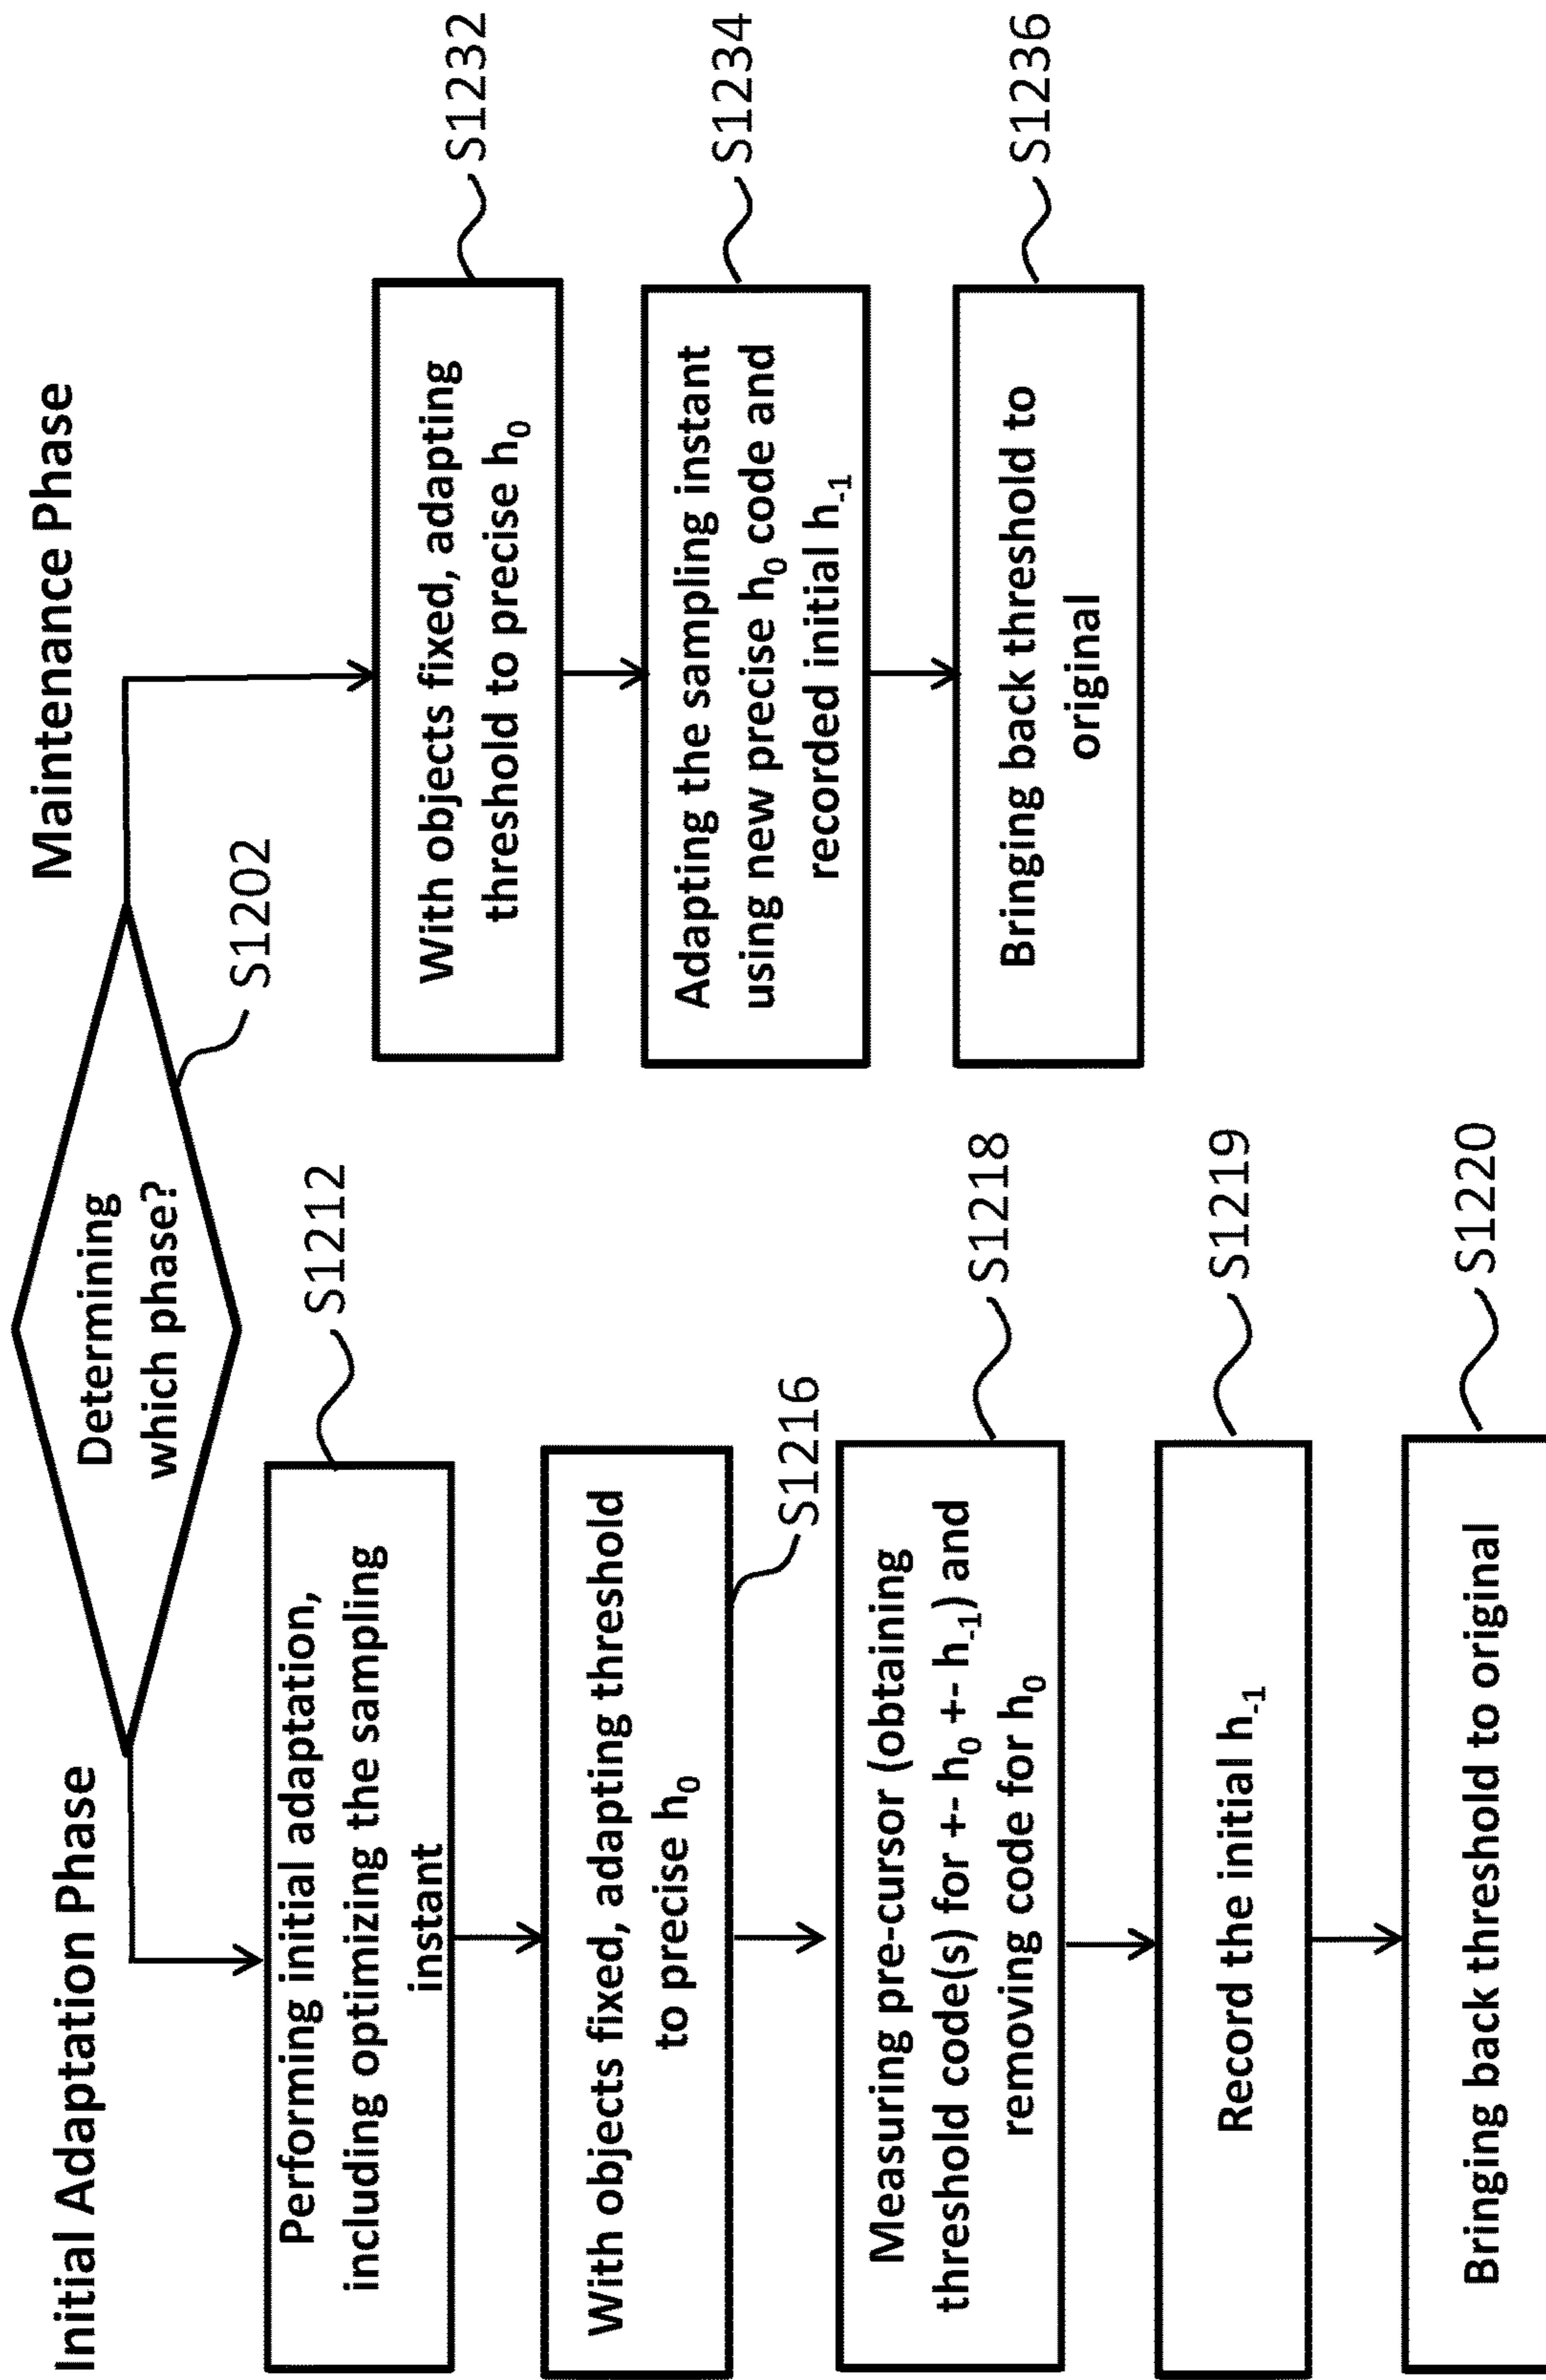 Initial Adaptation Phase
Maintenance Phase
Determining
which phase?
S1202
Performing initial adaptation,
including optimizing the sampling
instant
S1212
With objects fixed, adapting threshold
to precise h₀
S1216
Measuring pre-cursor (obtaining
threshold code(s) for +- h₀ +- h₋₁) and
removing code for h₀
S1218
Record the initial h₋₁
S1219
Bringing back threshold to original
S1220
With objects fixed, adapting
threshold to precise h₀
S1232
Adapting the sampling instant
using new precise h₀ code and
recorded initial h₋₁
S1234
Bringing back threshold to
original
S1236